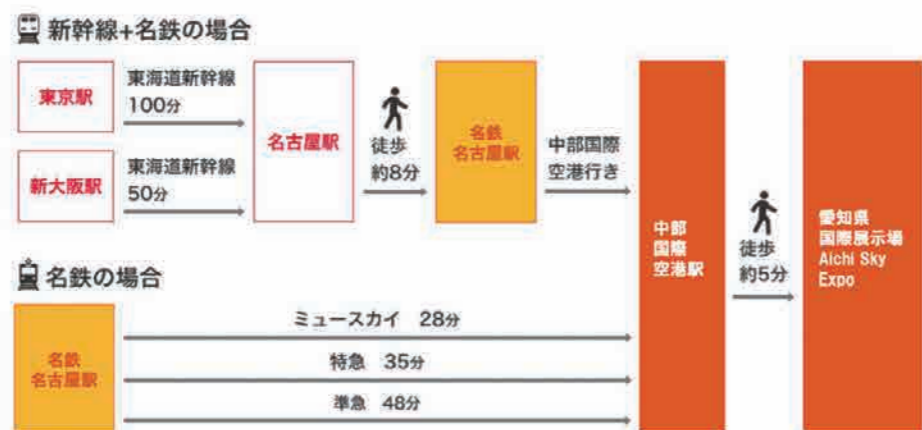 新幹線+名鉄の場合
東京駅
東海道新幹線
100分
新大阪駅
東海道新幹線
50分
名古屋駅
徒歩
約8分
名鉄
名古屋駅
中部国際
空港行き
中部
国際
空港駅
徒歩
約5分
愛知県
国際展示場
Aichi Sky
Expo
名鉄の場合
名鉄
名古屋駅
ミュースカイ 28分
特急 35分
準急 48分